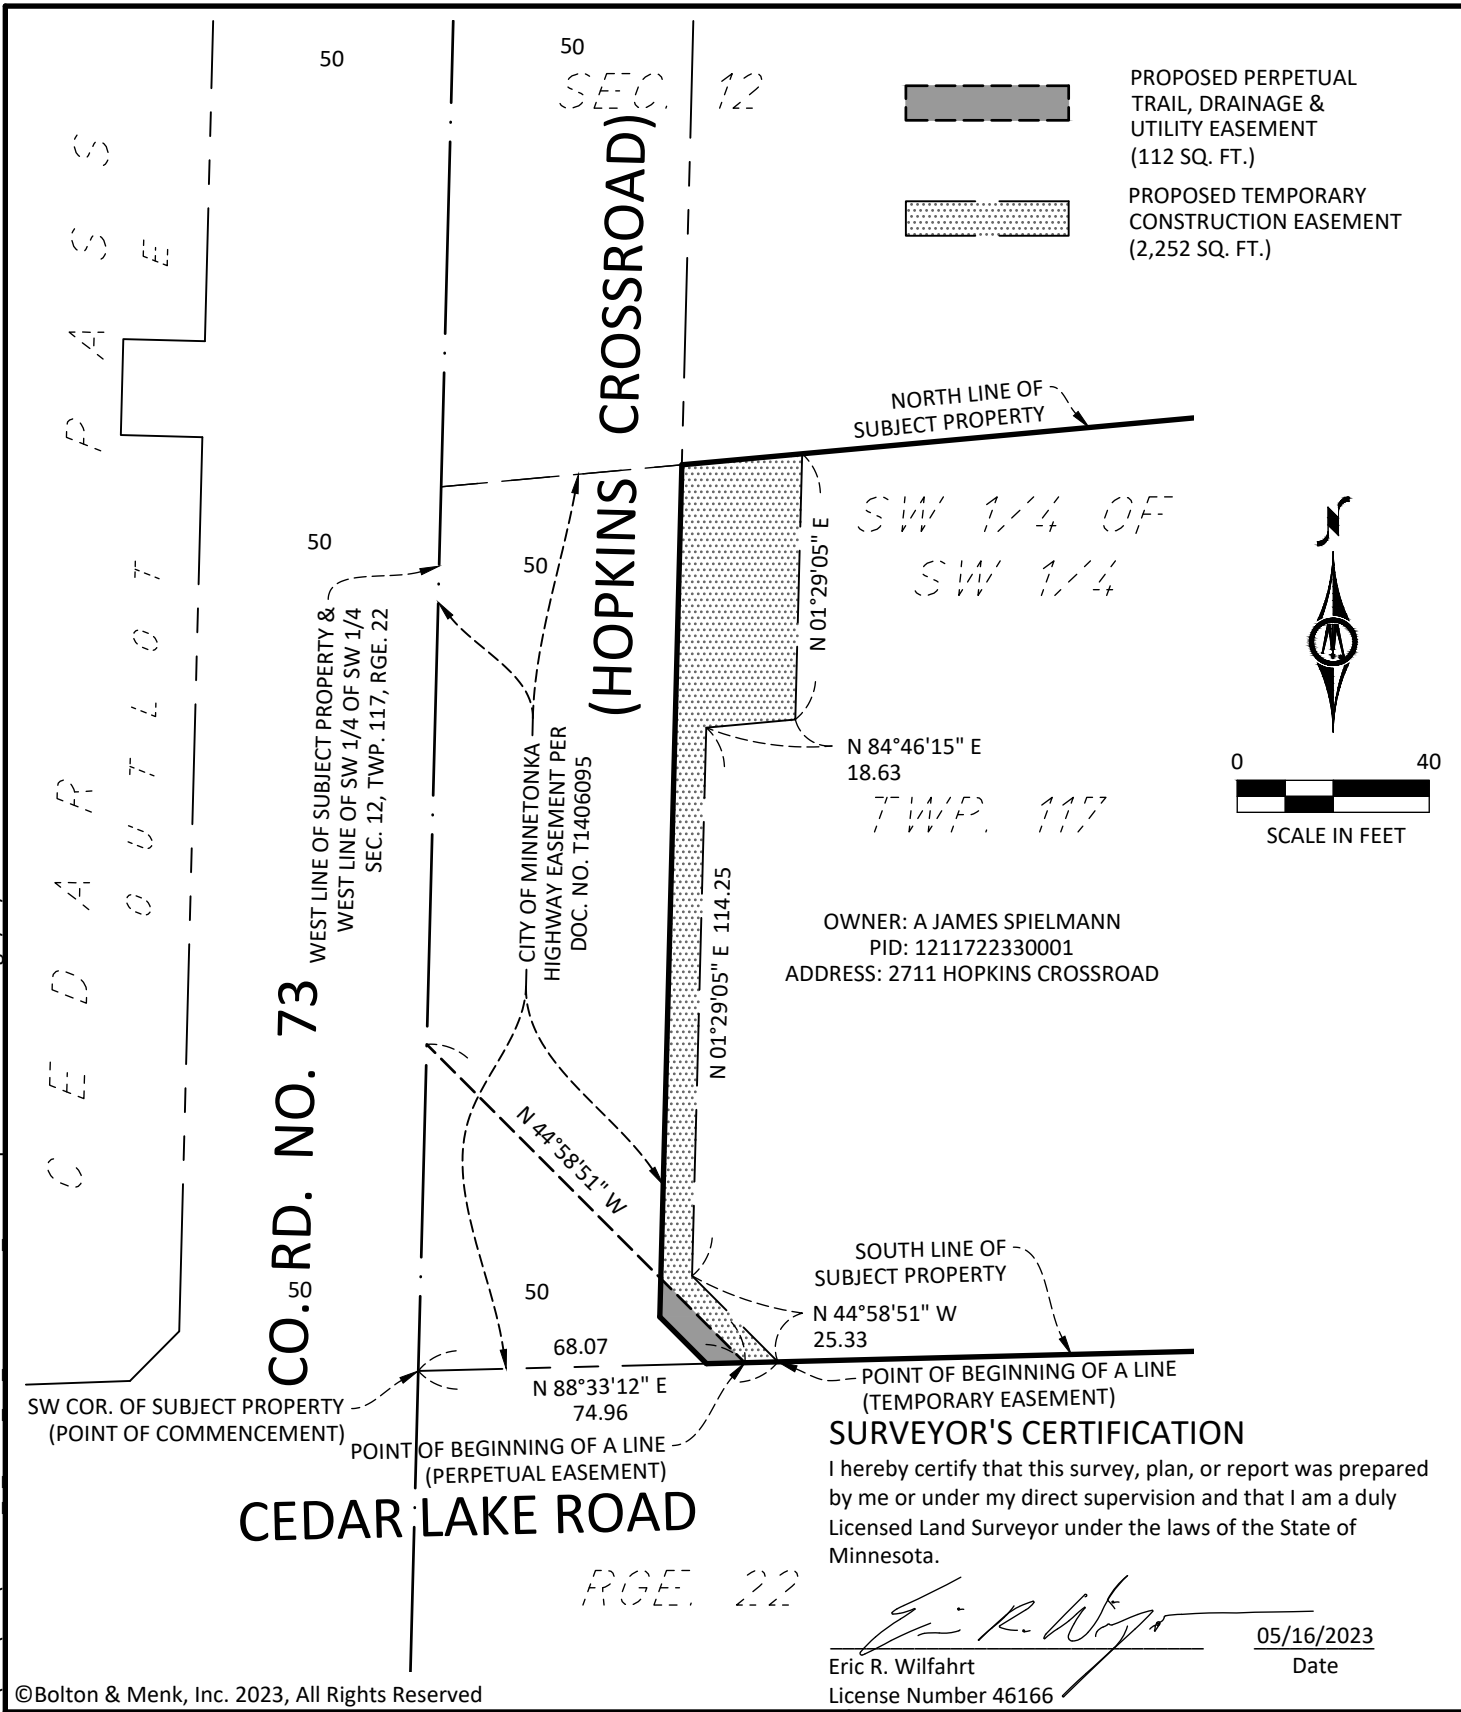 50
50
SEC. 12
PROPOSED PERPETUAL
TRAIL, DRAINAGE &
UTILITY EASEMENT
(112 SQ. FT.)
PROPOSED TEMPORARY
CONSTRUCTION EASEMENT
(2,252 SQ. FT.)
CEDAR PASS
OUTLOT E
CO. RD. NO. 73
(HOPKINS CROSSROAD)
NORTH LINE OF
SUBJECT PROPERTY
SW 1/4 OF
SW 1/4
N 01°29'05" E
50
50
WEST LINE OF SUBJECT PROPERTY &
WEST LINE OF SW 1/4 OF SW 1/4
SEC. 12, TWP. 117, RGE. 22
CITY OF MINNETONKA
HIGHWAY EASEMENT PER
DOC. NO. T1406095
N 84°46'15" E
18.63
TWP. 117
N
0 40
SCALE IN FEET
N 01°29'05" E 114.25
OWNER: A JAMES SPIELMANN
PID: 1211722330001
ADDRESS: 2711 HOPKINS CROSSROAD
N 44°58'51" W
SOUTH LINE OF
SUBJECT PROPERTY
50
50
N 44°58'51" W
25.33
68.07
N 88°33'12" E
74.96
POINT OF BEGINNING OF A LINE
(TEMPORARY EASEMENT)
SW COR. OF SUBJECT PROPERTY
(POINT OF COMMENCEMENT)
POINT OF BEGINNING OF A LINE
(PERPETUAL EASEMENT)
CEDAR LAKE ROAD
RGE. 22
SURVEYOR'S CERTIFICATION
I hereby certify that this survey, plan, or report was prepared
by me or under my direct supervision and that I am a duly
Licensed Land Surveyor under the laws of the State of
Minnesota.
05/16/2023
Eric R. Wilfahrt
Date
License Number 46166
©Bolton & Menk, Inc. 2023, All Rights Reserved